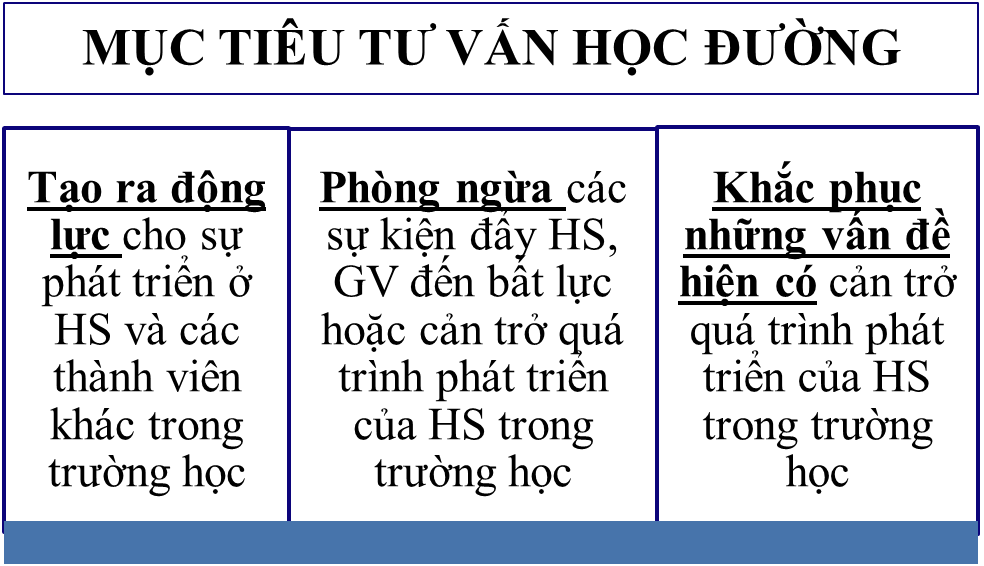 MỤC TIÊU TƯ VẤN HỌC ĐƯỜNG
Tạo ra động
lực cho sự
phát triển ở
HS và các
thành viên
khác trong
trường học
Phòng ngừa các
sự kiện đẩy HS,
GV đến bất lực
hoặc cản trở quá
trình phát triển
của HS trong
trường học
Khắc phục
những vấn đề
hiện có cản trở
quá trình phát
triển của HS
trong trường
học